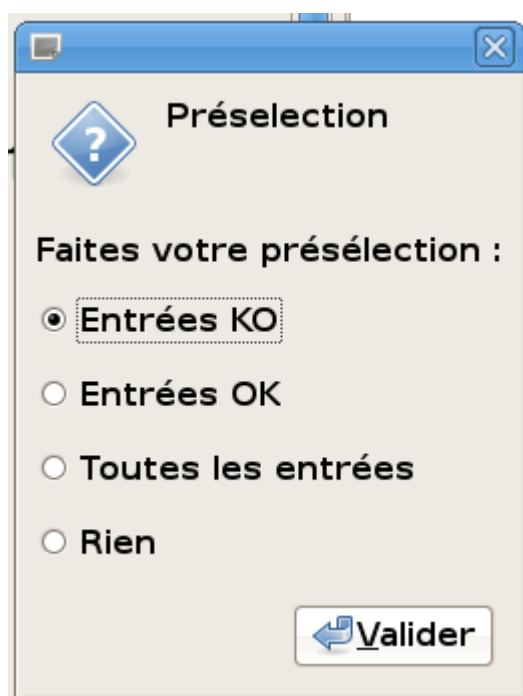 Préselection
Faites votre présélection :
Entrées KO
Entrées OK
Toutes les entrées
Rien
Valider